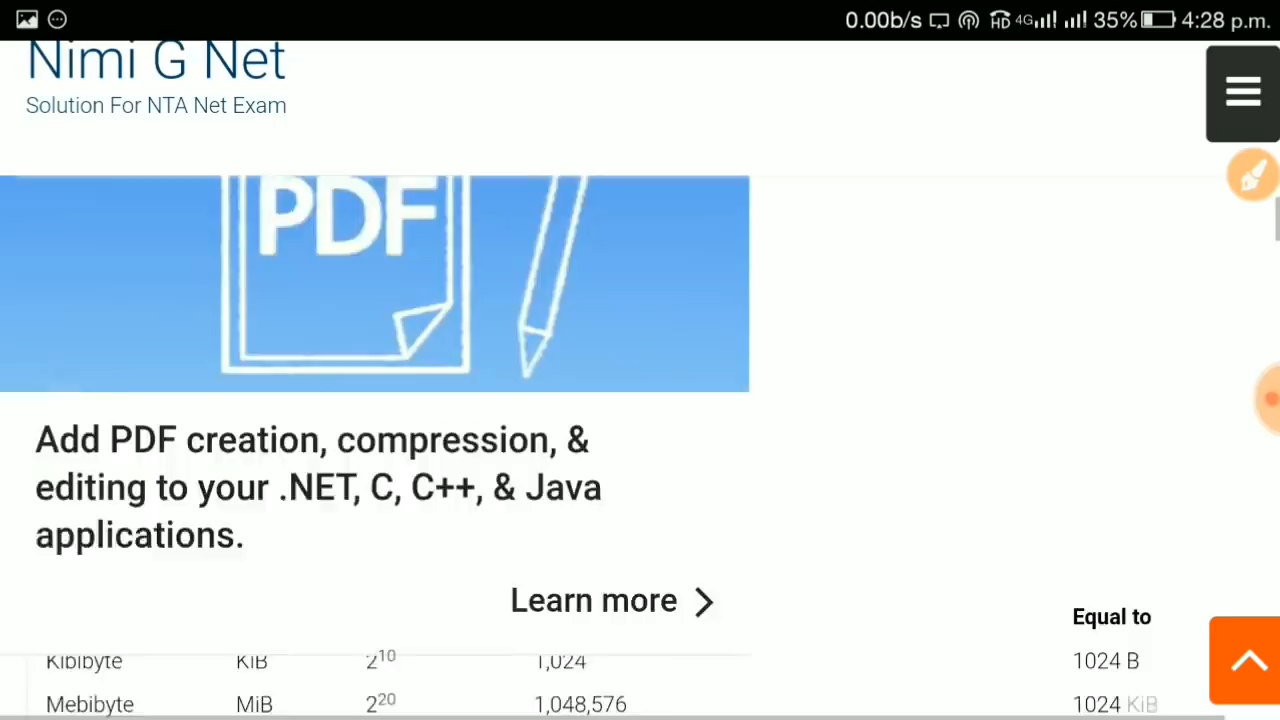 0.00b/s HD 4G 35% 4:28 p.m.
Nimi G Net
Solution For NTA Net Exam
PDF
Add PDF creation, compression, &
editing to your .NET, C, C++, & Java
applications.
Learn more
Equal to
Kibibyte KiB 2¹⁰ 1,024 1024 B
Mebibyte MiB 2²⁰ 1,048,576 1024 KiB